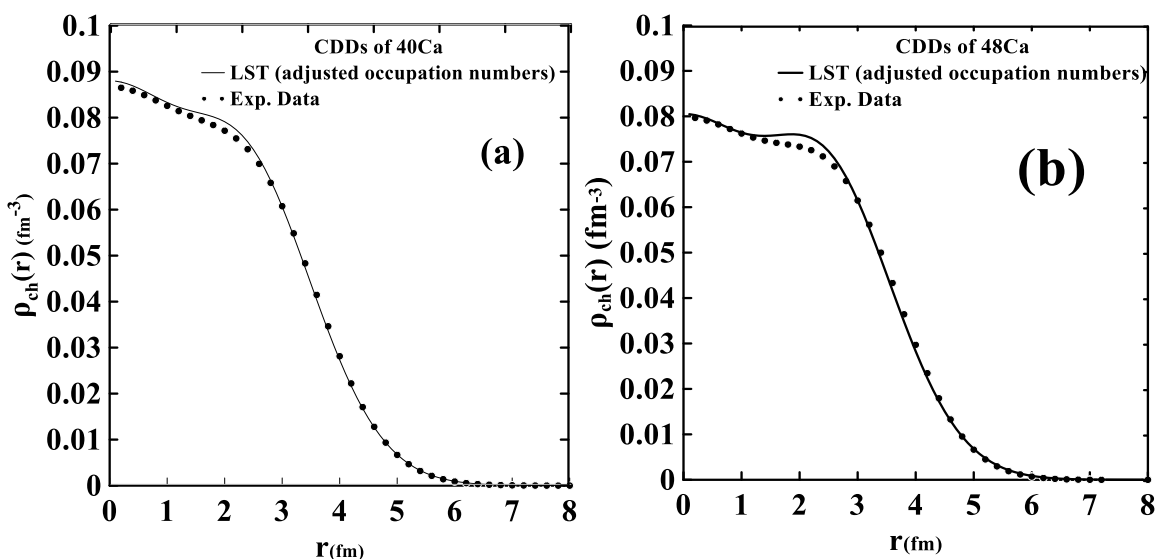 0.1
0.09
0.08
0.07
0.06
0.05
0.04
0.03
0.02
0.01
0
ρch(r) (fm-3)
CDDs of 40Ca
LST (adjusted occupation numbers)
Exp. Data
(a)
0 1 2 3 4 5 6 7 8
r(fm)
0.1
0.09
0.08
0.07
0.06
0.05
0.04
0.03
0.02
0.01
0
ρch(r) (fm-3)
CDDs of 48Ca
LST (adjusted occupation numbers)
Exp. Data
(b)
0 1 2 3 4 5 6 7 8
r(fm)